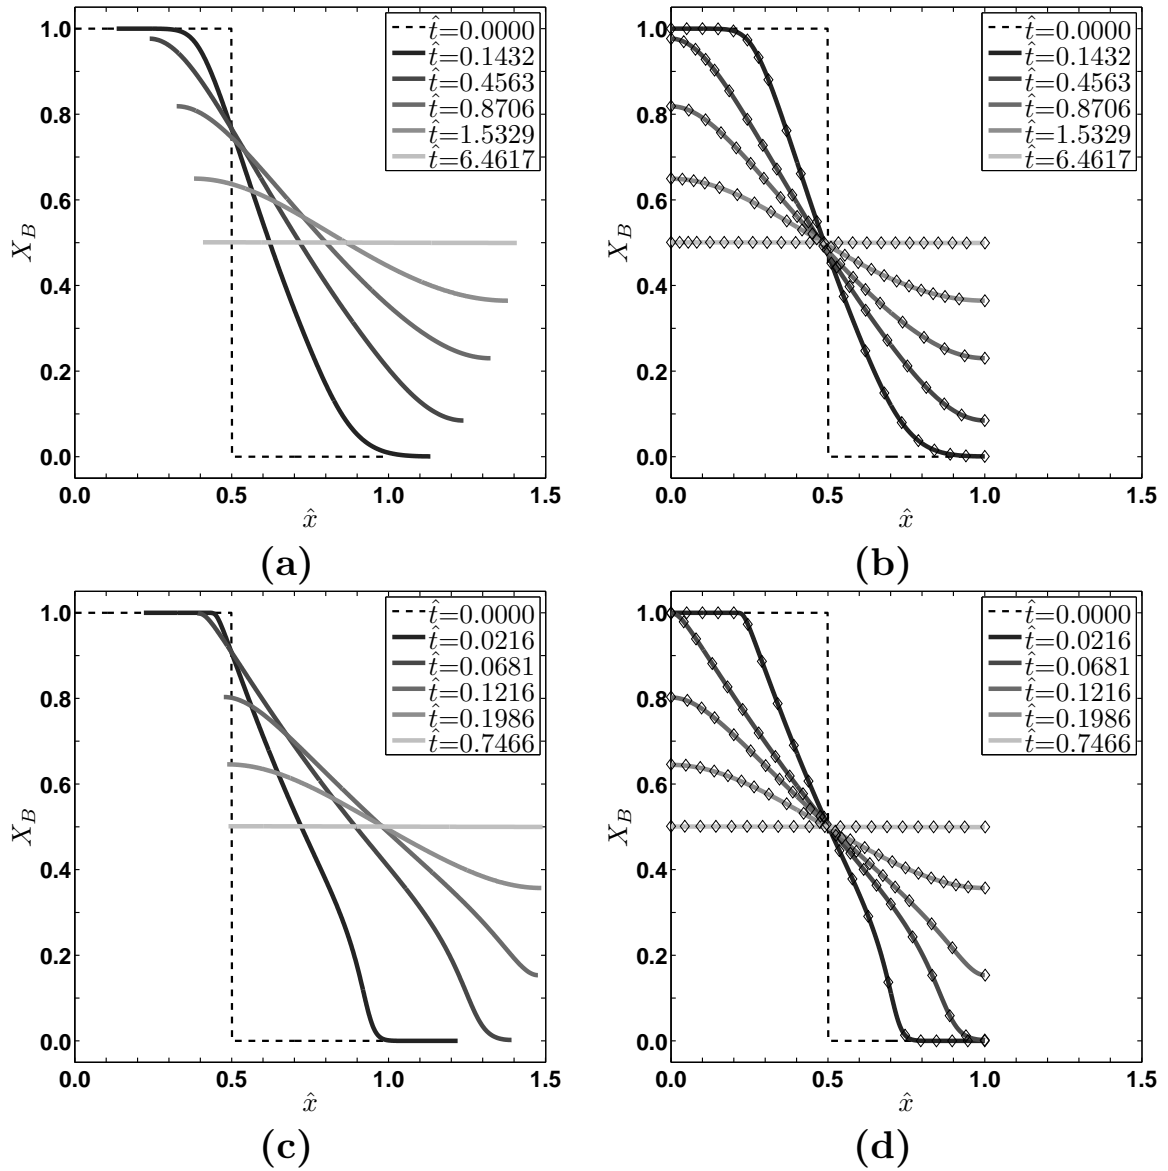 1.0
0.8
0.6
0.4
0.2
0.0
X_B
0.0 0.5 1.0 1.5
x̂
t̂=0.0000
t̂=0.1432
t̂=0.4563
t̂=0.8706
t̂=1.5329
t̂=6.4617
(a)
1.0
0.8
0.6
0.4
0.2
0.0
X_B
0.0 0.5 1.0 1.5
x̂
t̂=0.0000
t̂=0.1432
t̂=0.4563
t̂=0.8706
t̂=1.5329
t̂=6.4617
(b)
1.0
0.8
0.6
0.4
0.2
0.0
X_B
0.0 0.5 1.0 1.5
x̂
t̂=0.0000
t̂=0.0216
t̂=0.0681
t̂=0.1216
t̂=0.1986
t̂=0.7466
(c)
1.0
0.8
0.6
0.4
0.2
0.0
X_B
0.0 0.5 1.0 1.5
x̂
t̂=0.0000
t̂=0.0216
t̂=0.0681
t̂=0.1216
t̂=0.1986
t̂=0.7466
(d)